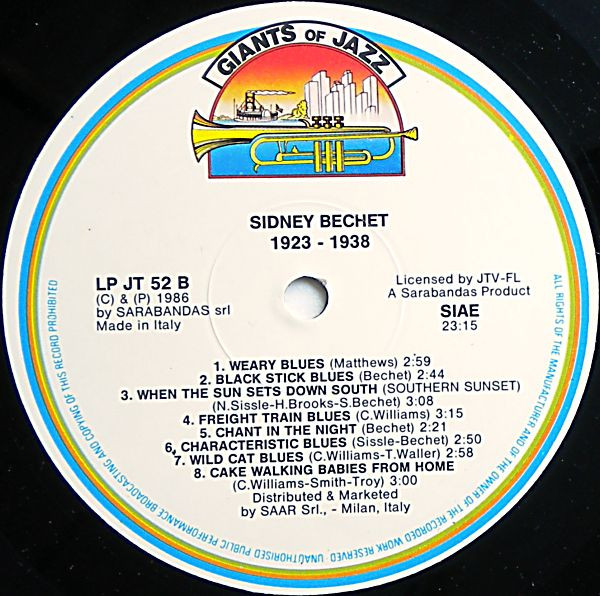 GIANTS OF JAZZ
SIDNEY BECHET
1923 - 1938
LP JT 52 B
(C) & (P) 1986
by SARABANDAS srl
Made in Italy
Licensed by JTV-FL
A Sarabandas Product
SIAE
23:15
1. WEARY BLUES (Matthews) 2:59
2. BLACK STICK BLUES (Bechet) 2:44
3. WHEN THE SUN SETS DOWN SOUTH (SOUTHERN SUNSET)
(N.Sissle-H.Brooks-S.Bechet) 3:08
4. FREIGHT TRAIN BLUES (C.Williams) 3:15
5. CHANT IN THE NIGHT (Bechet) 2:21
6. CHARACTERISTIC BLUES (Sissle-Bechet) 2:50
7. WILD CAT BLUES (C.Williams-T.Waller) 2:58
8. CAKE WALKING BABIES FROM HOME
(C.Williams-Smith-Troy) 3:00
Distributed & Marketed
by SAAR Srl., - Milan, Italy
ALL RIGHTS OF THE MANUFACTURER AND OF THE OWNER OF THE RECORDED WORK RESERVED - UNAUTHORISED PUBLIC PERFORMANCE BROADCASTING AND COPYING OF THIS RECORD PROHIBITED